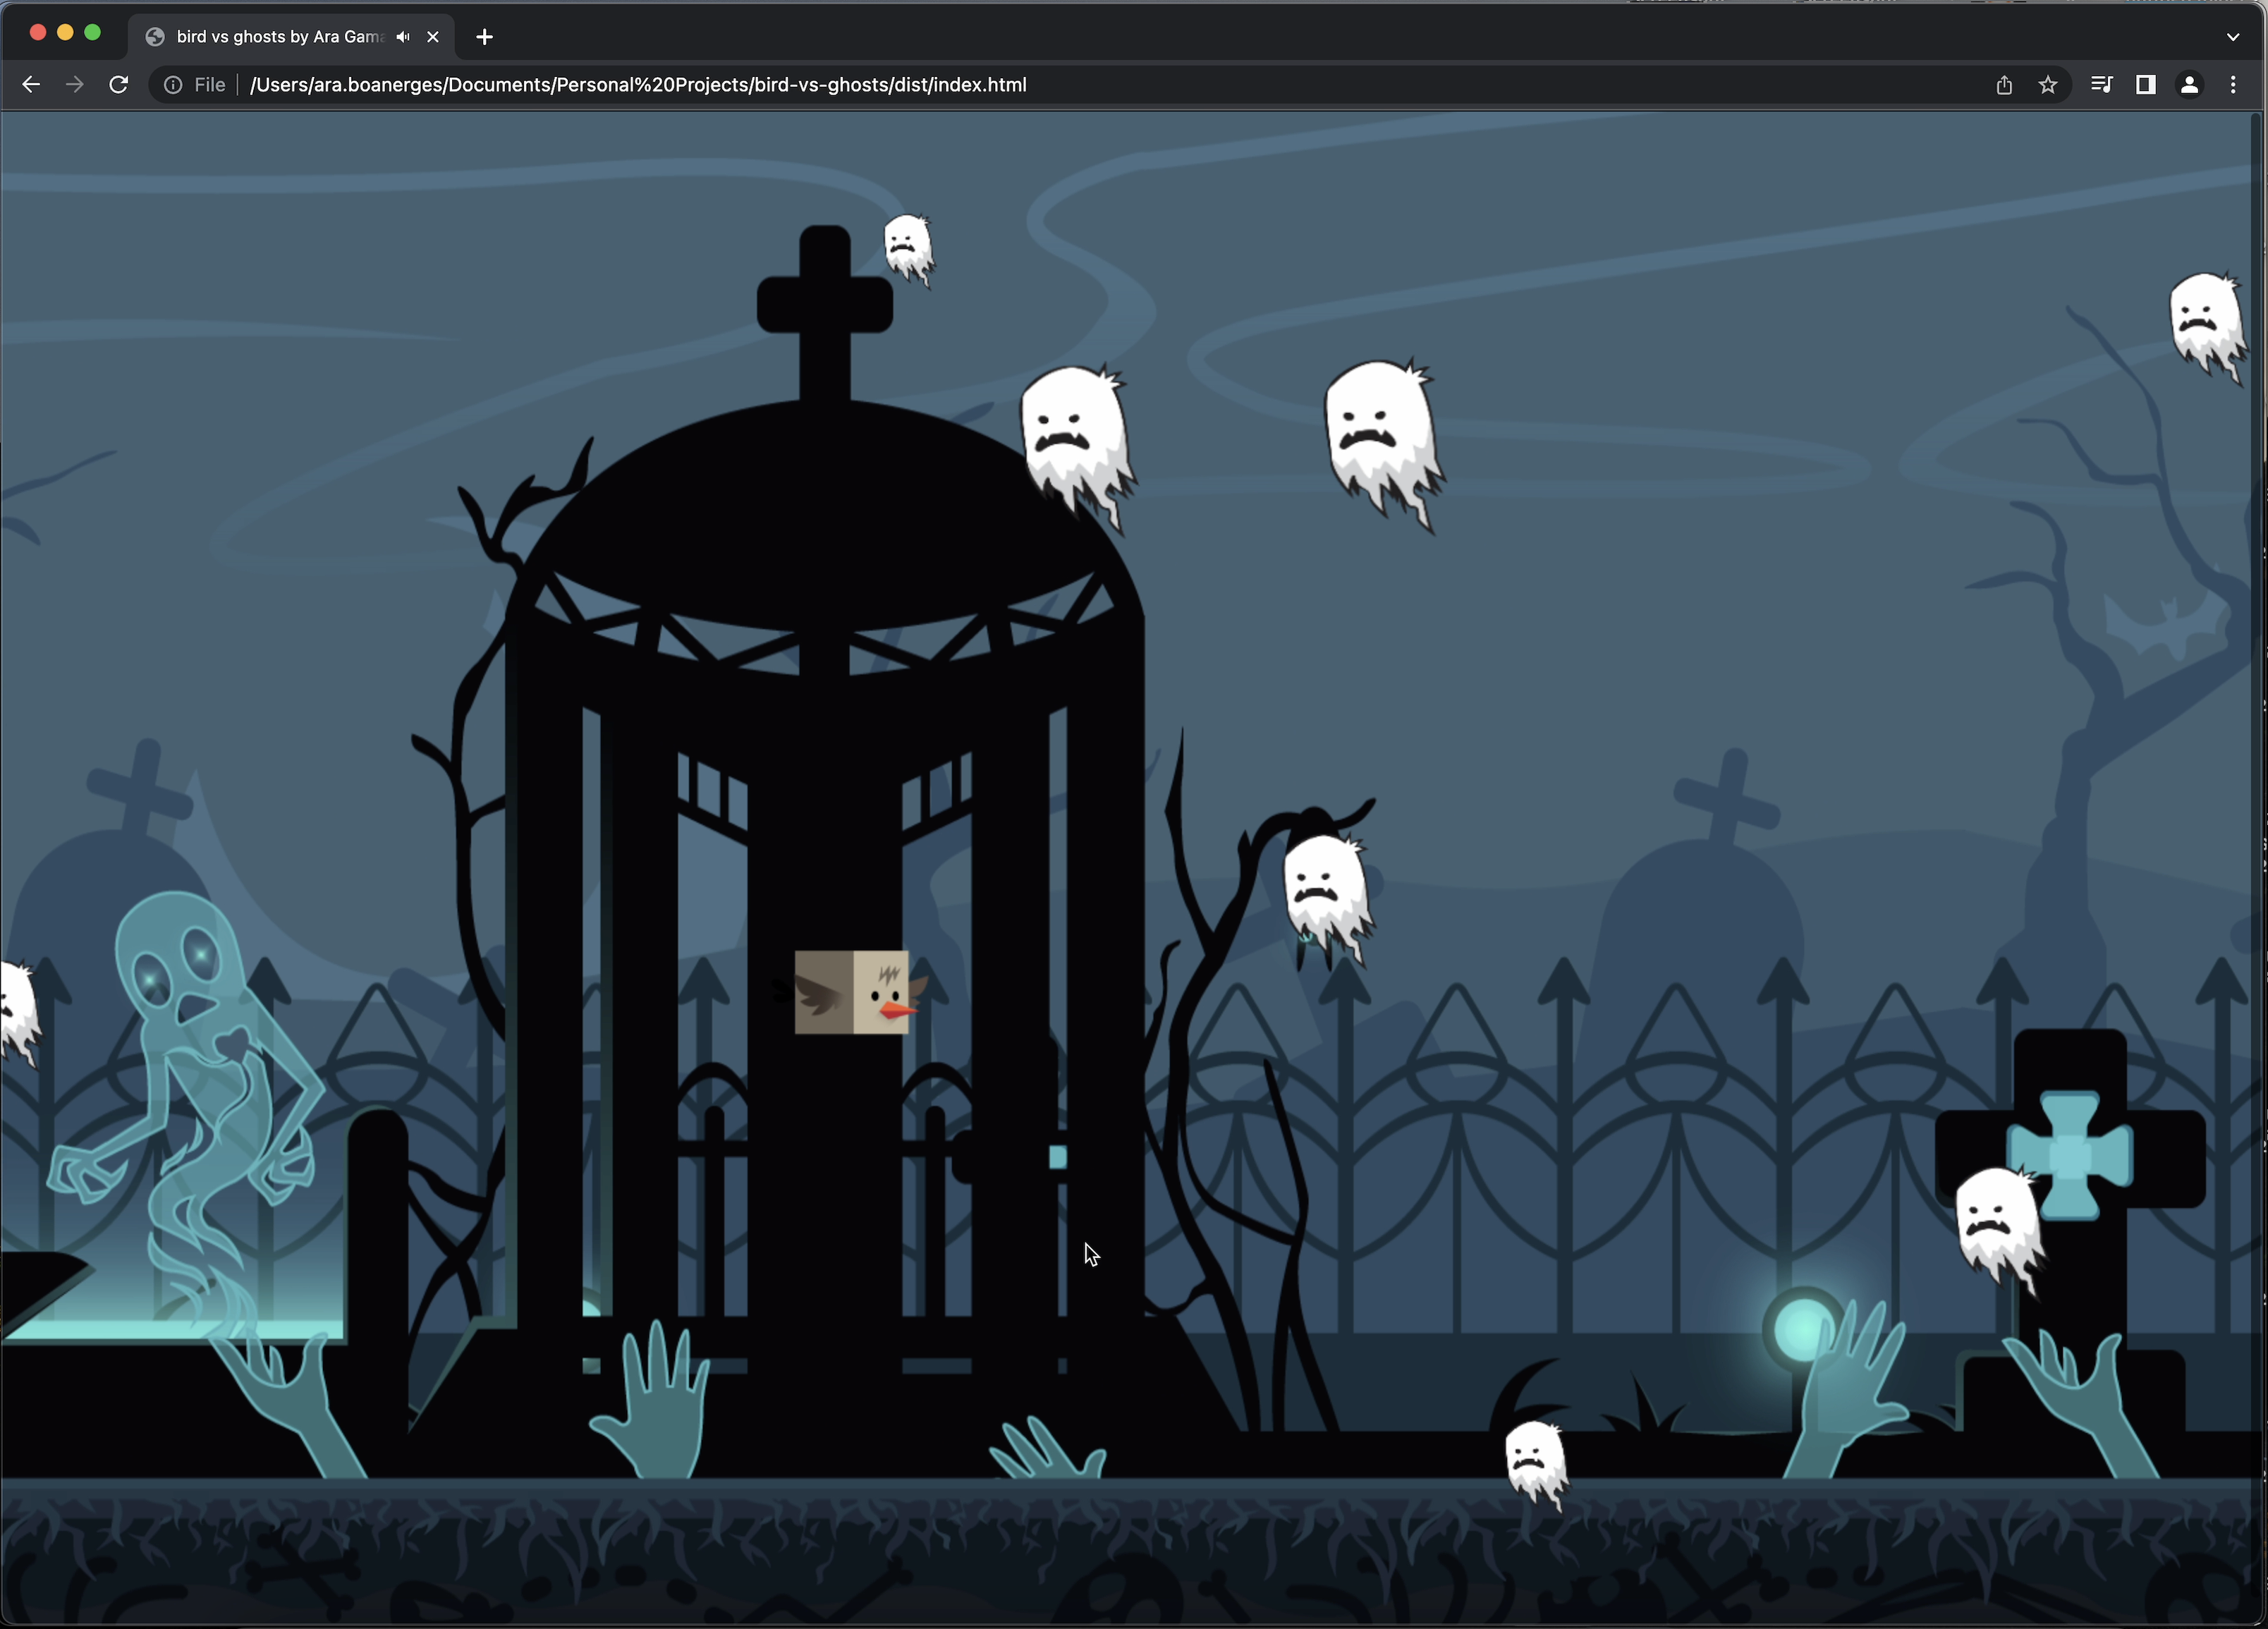 bird vs ghosts by Ara Gam
File
/Users/ara.boanerges/Documents/Personal%20Projects/bird-vs-ghosts/dist/index.html